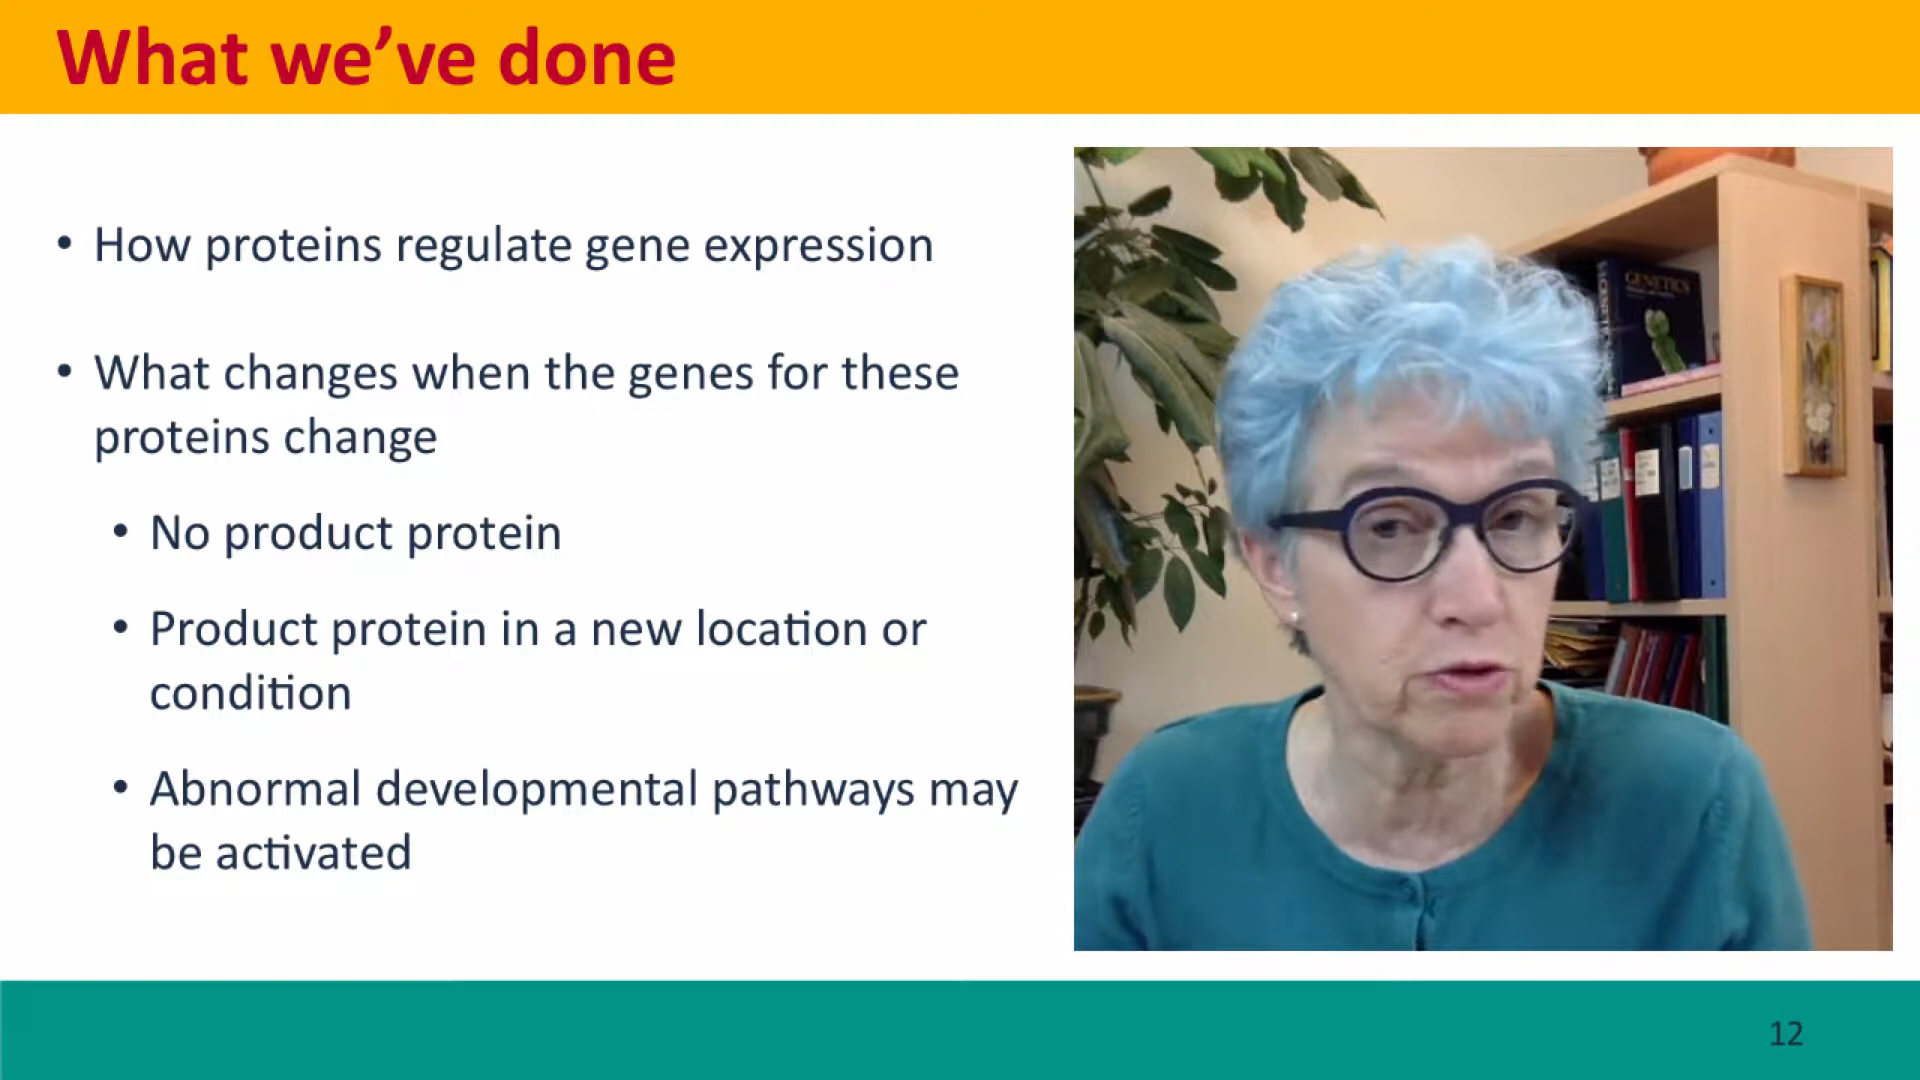 What we’ve done
• How proteins regulate gene expression
• What changes when the genes for these
proteins change
• No product protein
• Product protein in a new location or
condition
• Abnormal developmental pathways may
be activated
GENETICS
12